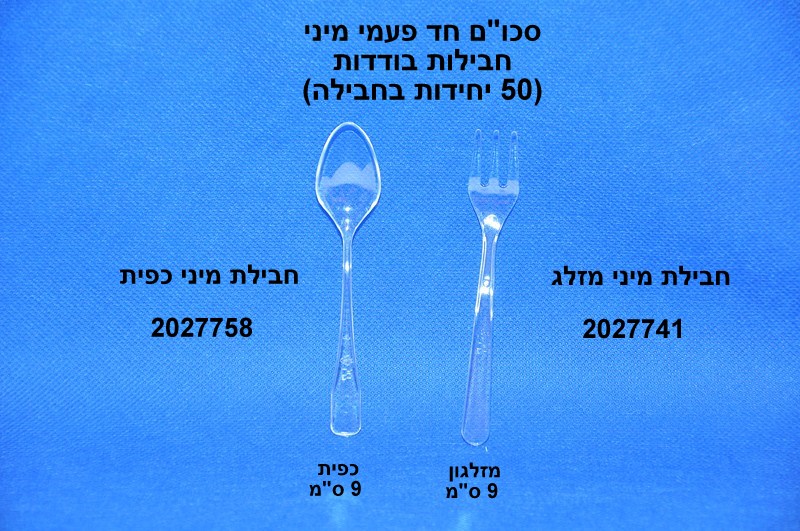 סכו"ם חד פעמי מיני
חבילות בודדות
(50 יחידות בחבילה)
חבילת מיני מזלג
2027741
חבילת מיני כפית
2027758
מזלגון
9 ס"מ
כפית
9 ס"מ